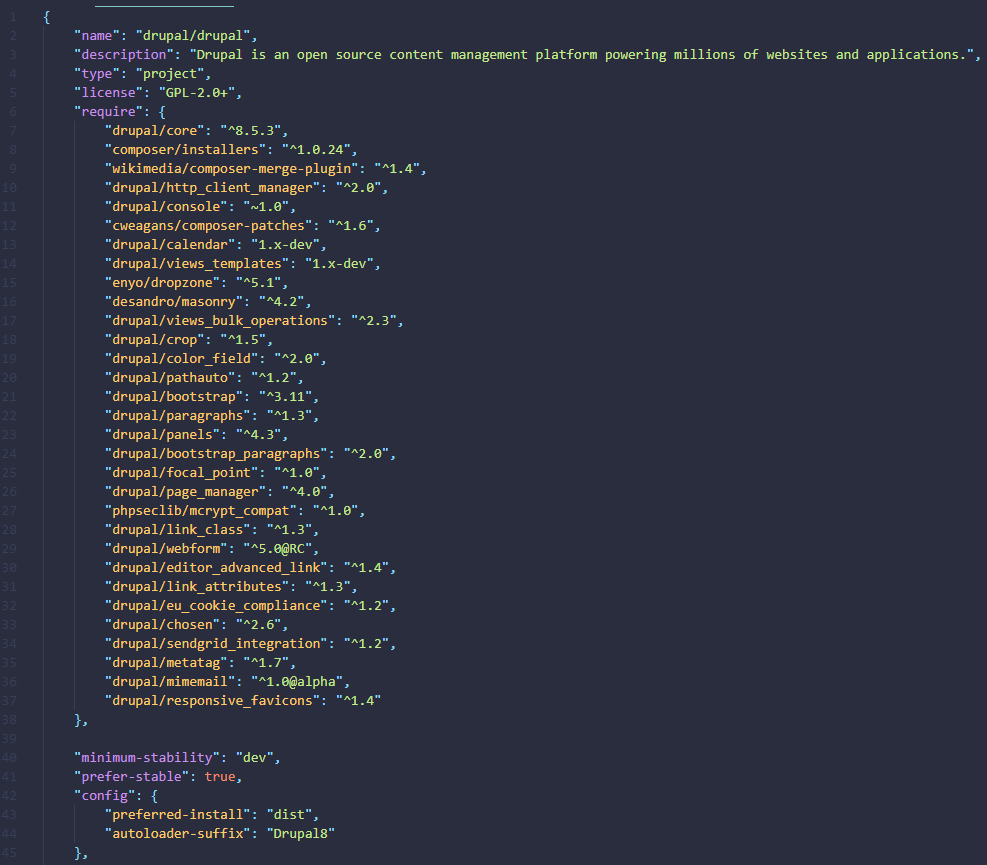 1 {
2     "name": "drupal/drupal",
3     "description": "Drupal is an open source content management platform powering millions of websites and applications.",
4     "type": "project",
5     "license": "GPL-2.0+",
6     "require": {
7         "drupal/core": "^8.5.3",
8         "composer/installers": "^1.0.24",
9         "wikimedia/composer-merge-plugin": "^1.4",
10         "drupal/http_client_manager": "^2.0",
11         "drupal/console": "~1.0",
12         "cweagans/composer-patches": "^1.6",
13         "drupal/calendar": "1.x-dev",
14         "drupal/views_templates": "1.x-dev",
15         "enyo/dropzone": "^5.1",
16         "desandro/masonry": "^4.2",
17         "drupal/views_bulk_operations": "^2.3",
18         "drupal/crop": "^1.5",
19         "drupal/color_field": "^2.0",
20         "drupal/pathauto": "^1.2",
21         "drupal/bootstrap": "^3.11",
22         "drupal/paragraphs": "^1.3",
23         "drupal/panels": "^4.3",
24         "drupal/bootstrap_paragraphs": "^2.0",
25         "drupal/focal_point": "^1.0",
26         "drupal/page_manager": "^4.0",
27         "phpseclib/mcrypt_compat": "^1.0",
28         "drupal/link_class": "^1.3",
29         "drupal/webform": "^5.0@RC",
30         "drupal/editor_advanced_link": "^1.4",
31         "drupal/link_attributes": "^1.3",
32         "drupal/eu_cookie_compliance": "^1.2",
33         "drupal/chosen": "^2.6",
34         "drupal/sendgrid_integration": "^1.2",
35         "drupal/metatag": "^1.7",
36         "drupal/mimemail": "^1.0@alpha",
37         "drupal/responsive_favicons": "^1.4"
38     },
39
40     "minimum-stability": "dev",
41     "prefer-stable": true,
42     "config": {
43         "preferred-install": "dist",
44         "autoloader-suffix": "Drupal8"
45     },